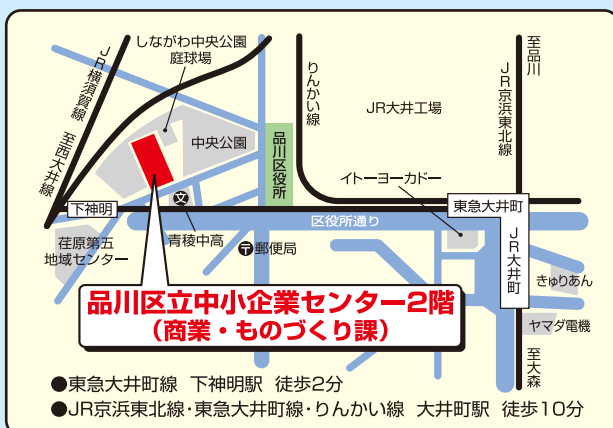 しながわ中央公園
庭球場
JR横須賀線
至西大井
りんかい線
JR大井工場
JR京浜東北線
至品川
中央公園
品川区役所
イトーヨーカドー
下神明
文
東急大井町
区役所通り
青稜中高
荏原第五
地域センター
〒郵便局
JR大井町
きゅりあん
ヤマダ電機
至大森
品川区立中小企業センター2階
（商業・ものづくり課）
●東急大井町線 下神明駅 徒歩2分
●JR京浜東北線・東急大井町線・りんかい線 大井町駅 徒歩10分